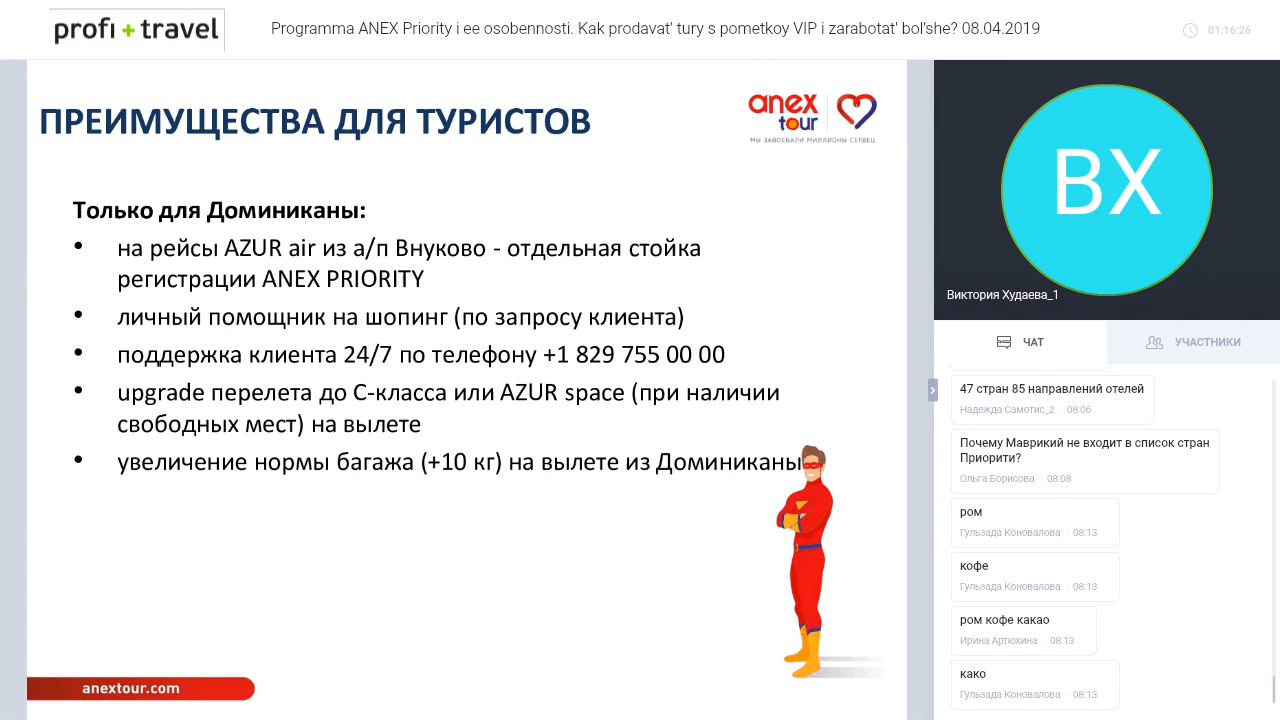 profi + travel
Programma ANEX Priority i ee osobennosti. Kak prodavat' tury s pometkoy VIP i zarabotat' bol'she? 08.04.2019
01:16:26
ПРЕИМУЩЕСТВА ДЛЯ ТУРИСТОВ
anex
tour
МЫ ЗАВОЕВАЛИ МИЛЛИОНЫ СЕРДЕЦ
Только для Доминиканы:
• на рейсы AZUR air из а/п Внуково - отдельная стойка
регистрации ANEX PRIORITY
• личный помощник на шопинг (по запросу клиента)
• поддержка клиента 24/7 по телефону +1 829 755 00 00
• upgrade перелета до С-класса или AZUR space (при наличии
свободных мест) на вылете
• увеличение нормы багажа (+10 кг) на вылете из Доминиканы
anextour.com
ВХ
Виктория Худаева_1
ЧАТ
УЧАСТНИКИ
47 стран 85 направлений отелей
Надежда Самотис_2 · 08:06
Почему Маврикий не входит в список стран
Приорити?
Ольга Борисова · 08:08
ром
Гульзада Коновалова · 08:13
кофе
Гульзада Коновалова · 08:13
ром кофе какао
Ирина Артюхина · 08:13
како
Гульзада Коновалова · 08:13